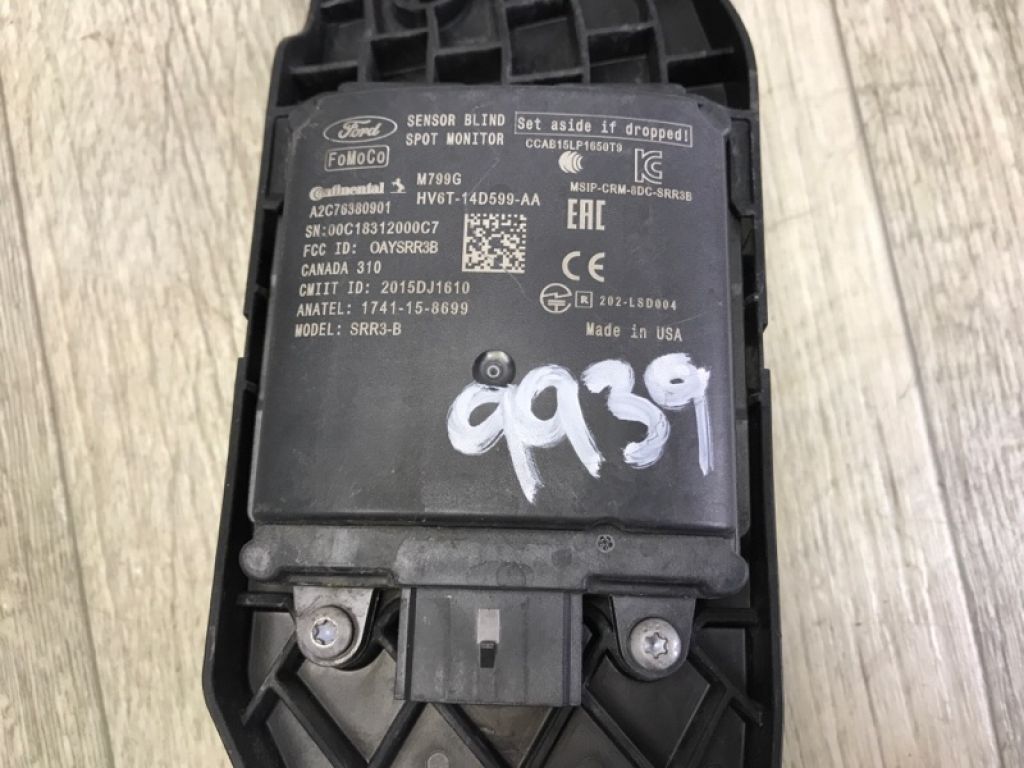 Ford
SENSOR BLIND
SPOT MONITOR
Set aside if dropped!
CCAB15LP1650T9
FoMoCo
Continental
M799G
HV6T-14D599-AA
MSIP-CRM-8DC-SRR3B
A2C76380901
SN:00C18312000C7
FCC ID: OAYSRR3B
CANADA 310
CMIIT ID: 2015DJ1610
ANATEL: 1741-15-8699
MODEL: SRR3-B
EAC
CE
R 202-LSD004
Made in USA
9939